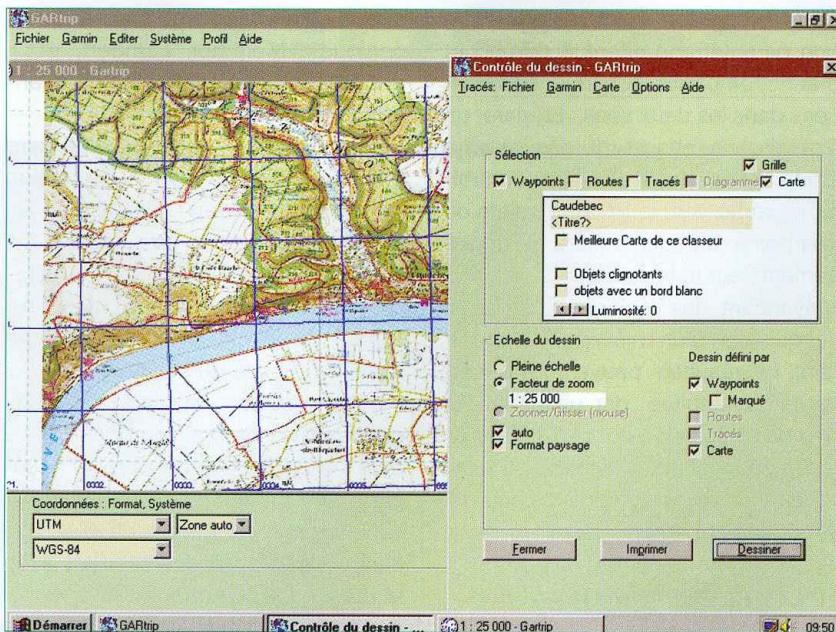 GARtrip
Fichier Garmin Editer Système Profil Aide
1 : 25 000 - Gartrip
0002. 0003. 0004. 0005.
Coordonnées : Format, Système
UTM
Zone auto
WGS-84
Contrôle du dessin - GARtrip
Tracés: Fichier Garmin Carte Options Aide
Sélection
Grille
Waypoints Routes Tracés Diagramme Carte
Caudebec
<Titre?>
Meilleure Carte de ce classeur
Objets clignotants
objets avec un bord blanc
Luminosité: 0
Echelle du dessin
Pleine échelle
Facteur de zoom
1 : 25 000
Zoomer/Glisser (mouse)
auto
Format paysage
Dessin défini par
Waypoints
Marqué
Routes
Tracés
Carte
Fermer Imprimer Dessiner
Démarrer GARtrip Contrôle du dessin - ... 1 : 25 000 - Gartrip 09:50